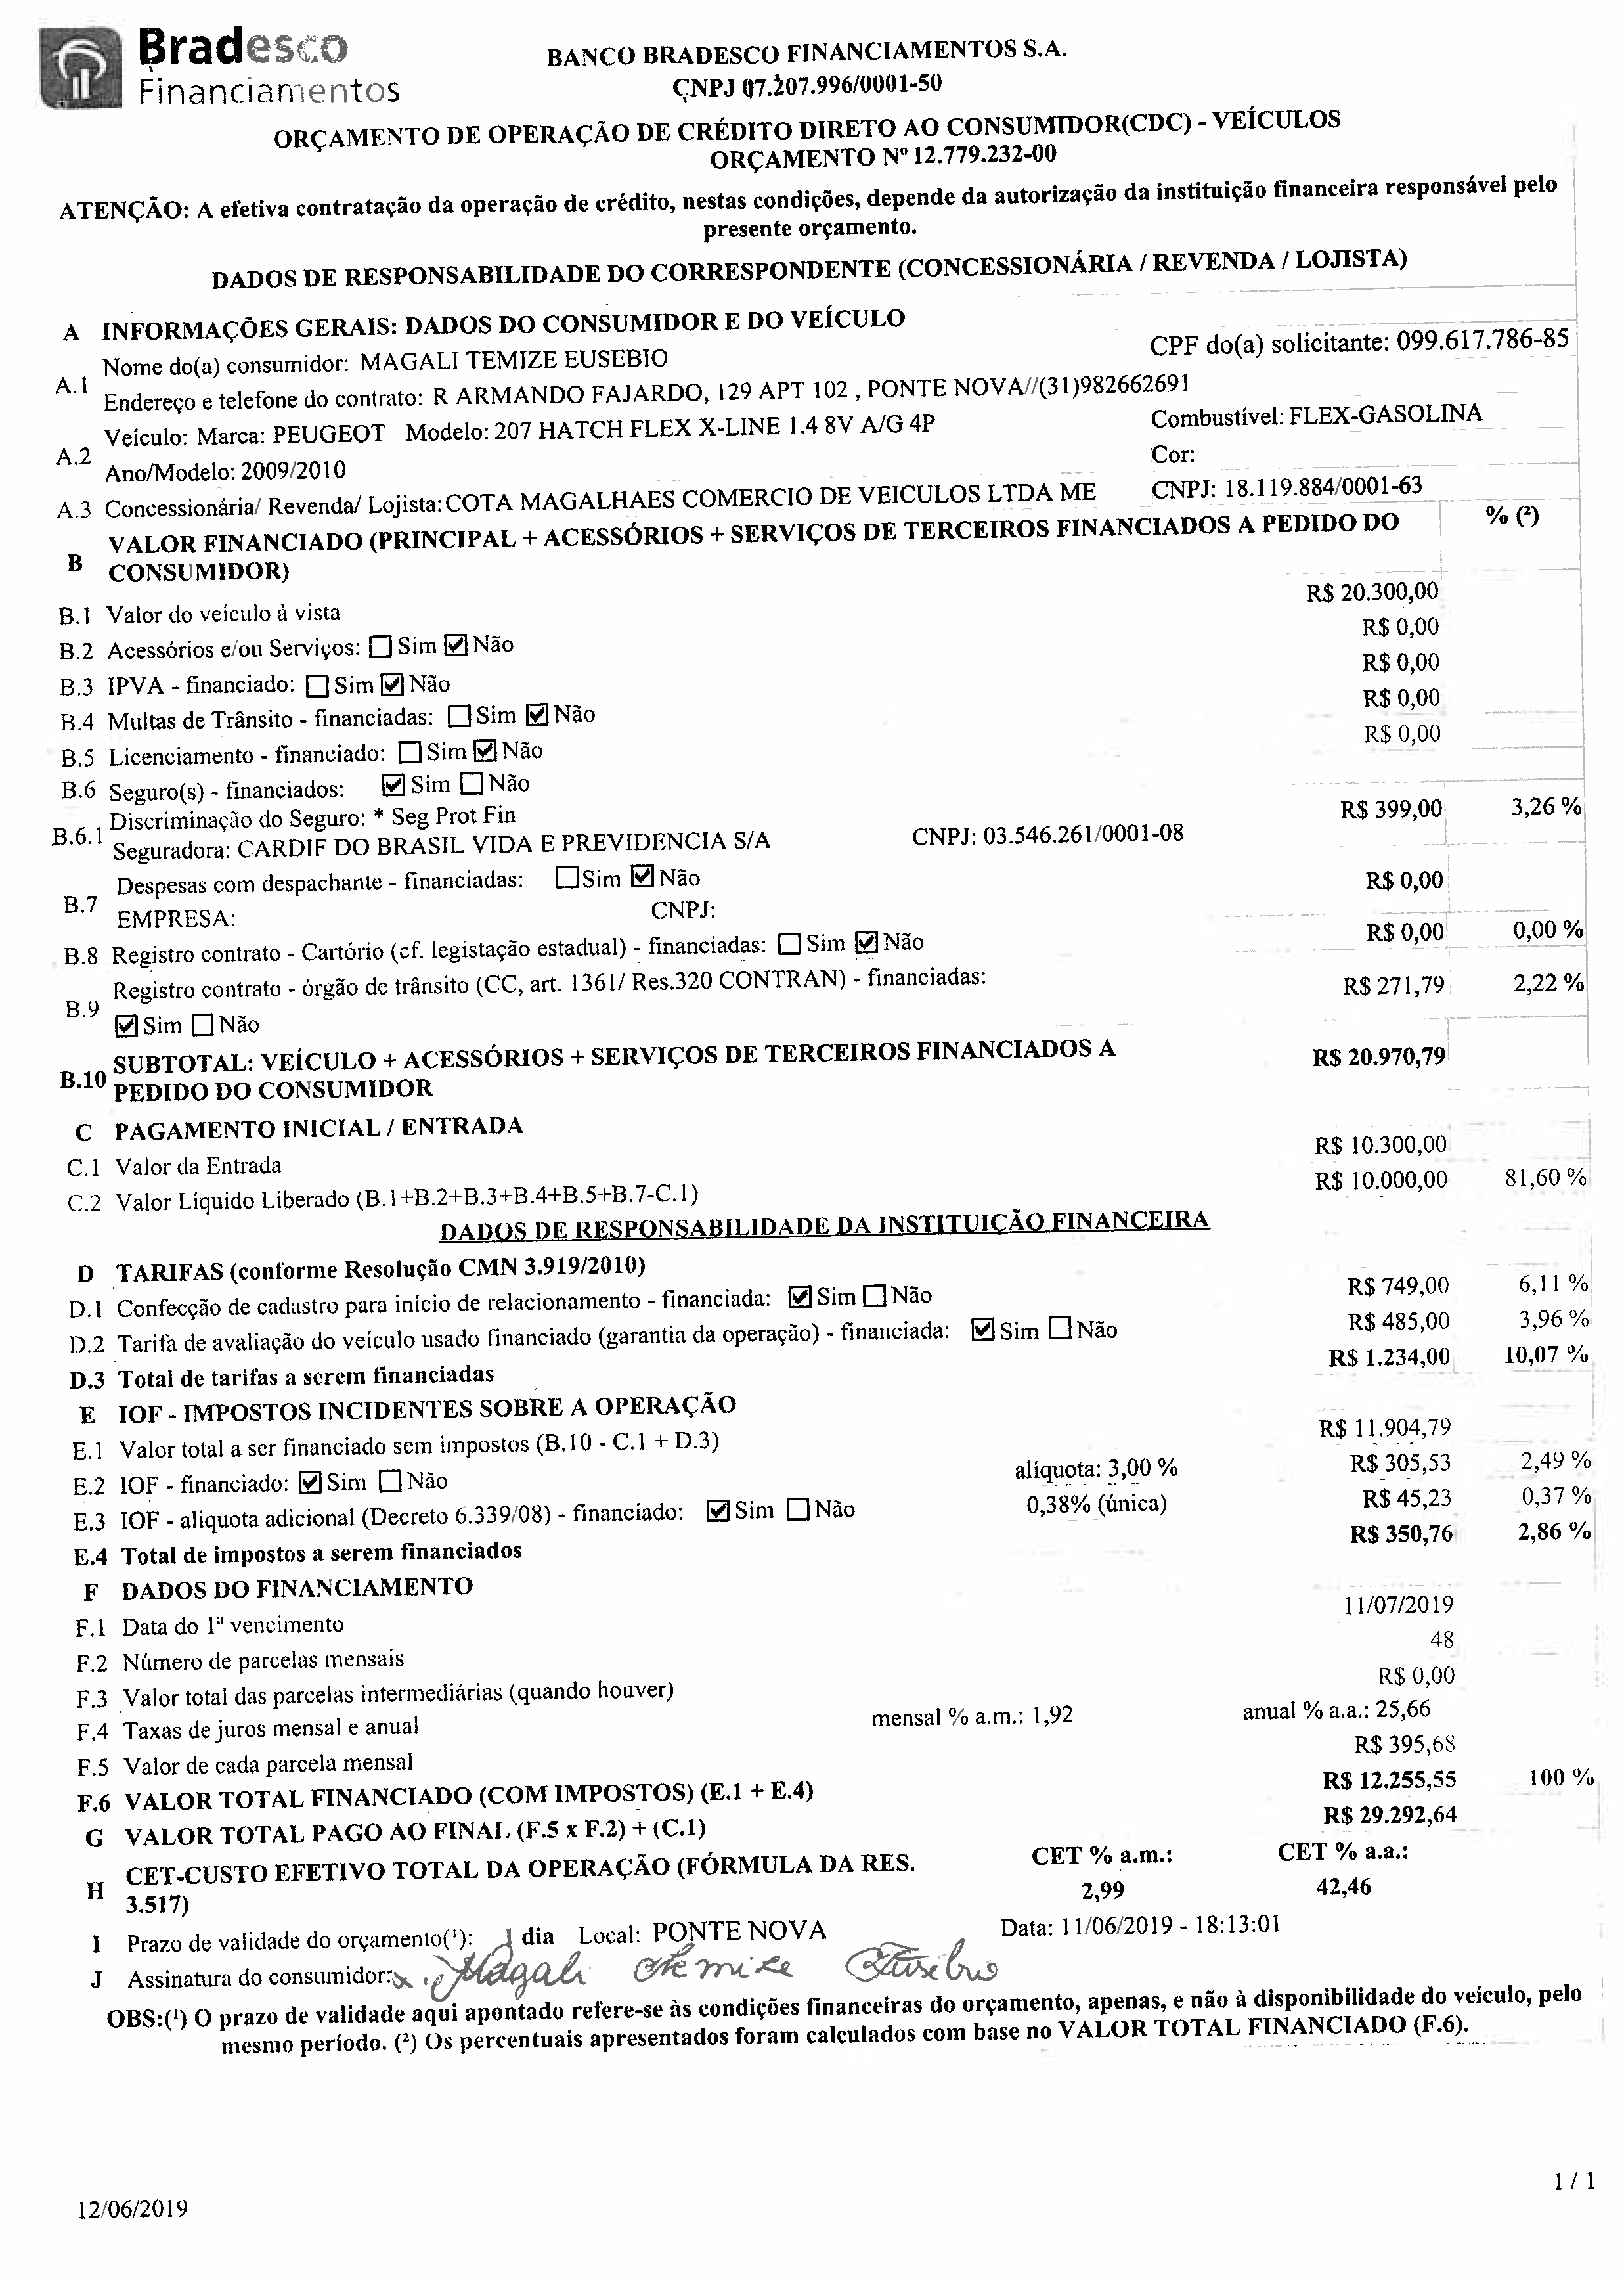 Bradesco
Financiamentos
BANCO BRADESCO FINANCIAMENTOS S.A.
CNPJ 07.207.996/0001-50
ORÇAMENTO DE OPERAÇÃO DE CRÉDITO DIRETO AO CONSUMIDOR(CDC) - VEÍCULOS
ORÇAMENTO Nº 12.779.232-00
ATENÇÃO: A efetiva contratação da operação de crédito, nestas condições, depende da autorização da instituição financeira responsável pelo
presente orçamento.
DADOS DE RESPONSABILIDADE DO CORRESPONDENTE (CONCESSIONÁRIA / REVENDA / LOJISTA)
A INFORMAÇÕES GERAIS: DADOS DO CONSUMIDOR E DO VEÍCULO
A.1 Nome do(a) consumidor: MAGALI TEMIZE EUSEBIO CPF do(a) solicitante: 099.617.786-85
Endereço e telefone do contrato: R ARMANDO FAJARDO, 129 APT 102 , PONTE NOVA//(31)982662691
A.2 Veículo: Marca: PEUGEOT Modelo: 207 HATCH FLEX X-LINE 1.4 8V A/G 4P Combustível: FLEX-GASOLINA
Ano/Modelo: 2009/2010 Cor:
A.3 Concessionária/ Revenda/ Lojista: COTA MAGALHAES COMERCIO DE VEICULOS LTDA ME CNPJ: 18.119.884/0001-63
B VALOR FINANCIADO (PRINCIPAL + ACESSÓRIOS + SERVIÇOS DE TERCEIROS FINANCIADOS A PEDIDO DO % (²)
CONSUMIDOR)
B.1 Valor do veículo à vista R$ 20.300,00
B.2 Acessórios e/ou Serviços: ☐ Sim ☑ Não R$ 0,00
B.3 IPVA - financiado: ☐ Sim ☑ Não R$ 0,00
B.4 Multas de Trânsito - financiadas: ☐ Sim ☑ Não R$ 0,00
B.5 Licenciamento - financiado: ☐ Sim ☑ Não R$ 0,00
B.6 Seguro(s) - financiados: ☑ Sim ☐ Não
B.6.1 Discriminação do Seguro: * Seg Prot Fin R$ 399,00 3,26 %
Seguradora: CARDIF DO BRASIL VIDA E PREVIDENCIA S/A CNPJ: 03.546.261/0001-08
B.7 Despesas com despachante - financiadas: ☐ Sim ☑ Não R$ 0,00
EMPRESA: CNPJ:
B.8 Registro contrato - Cartório (cf. legistação estadual) - financiadas: ☐ Sim ☑ Não R$ 0,00 0,00 %
B.9 Registro contrato - órgão de trânsito (CC, art. 1361/ Res.320 CONTRAN) - financiadas: R$ 271,79 2,22 %
☑ Sim ☐ Não
B.10 SUBTOTAL: VEÍCULO + ACESSÓRIOS + SERVIÇOS DE TERCEIROS FINANCIADOS A R$ 20.970,79
PEDIDO DO CONSUMIDOR
C PAGAMENTO INICIAL / ENTRADA
C.1 Valor da Entrada R$ 10.300,00
C.2 Valor Líquido Liberado (B.1+B.2+B.3+B.4+B.5+B.7-C.1) R$ 10.000,00 81,60 %
DADOS DE RESPONSABILIDADE DA INSTITUIÇÃO FINANCEIRA
D TARIFAS (conforme Resolução CMN 3.919/2010)
D.1 Confecção de cadastro para início de relacionamento - financiada: ☑ Sim ☐ Não R$ 749,00 6,11 %
D.2 Tarifa de avaliação do veículo usado financiado (garantia da operação) - financiada: ☑ Sim ☐ Não R$ 485,00 3,96 %
D.3 Total de tarifas a serem financiadas R$ 1.234,00 10,07 %
E IOF - IMPOSTOS INCIDENTES SOBRE A OPERAÇÃO
E.1 Valor total a ser financiado sem impostos (B.10 - C.1 + D.3) R$ 11.904,79
E.2 IOF - financiado: ☑ Sim ☐ Não alíquota: 3,00 % R$ 305,53 2,49 %
E.3 IOF - aliquota adicional (Decreto 6.339/08) - financiado: ☑ Sim ☐ Não 0,38% (única) R$ 45,23 0,37 %
E.4 Total de impostos a serem financiados R$ 350,76 2,86 %
F DADOS DO FINANCIAMENTO
F.1 Data do 1ª vencimento 11/07/2019
F.2 Número de parcelas mensais 48
F.3 Valor total das parcelas intermediárias (quando houver) R$ 0,00
F.4 Taxas de juros mensal e anual mensal % a.m.: 1,92 anual % a.a.: 25,66
F.5 Valor de cada parcela mensal R$ 395,68
F.6 VALOR TOTAL FINANCIADO (COM IMPOSTOS) (E.1 + E.4) R$ 12.255,55 100 %
G VALOR TOTAL PAGO AO FINAL (F.5 x F.2) + (C.1) R$ 29.292,64
H CET-CUSTO EFETIVO TOTAL DA OPERAÇÃO (FÓRMULA DA RES. CET % a.m.: CET % a.a.:
3.517) 2,99 42,46
I Prazo de validade do orçamento(¹): 1 dia Local: PONTE NOVA Data: 11/06/2019 - 18:13:01
J Assinatura do consumidor: x Magali Temize Eusebio
OBS:(¹) O prazo de validade aqui apontado refere-se às condições financeiras do orçamento, apenas, e não à disponibilidade do veículo, pelo
mesmo período. (²) Os percentuais apresentados foram calculados com base no VALOR TOTAL FINANCIADO (F.6).
1 / 1
12/06/2019